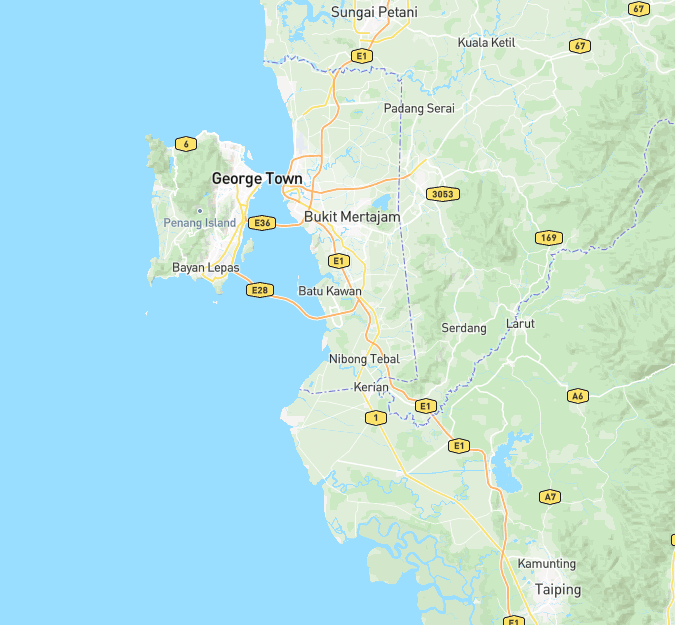 67
Sungai Petani
Kuala Ketil
67
E1
Padang Serai
6
George Town
3053
Penang Island
Bukit Mertajam
E36
169
E1
Bayan Lepas
E28
Batu Kawan
Serdang
Larut
Nibong Tebal
Kerian
A6
E1
1
E1
A7
Kamunting
Taiping
E1